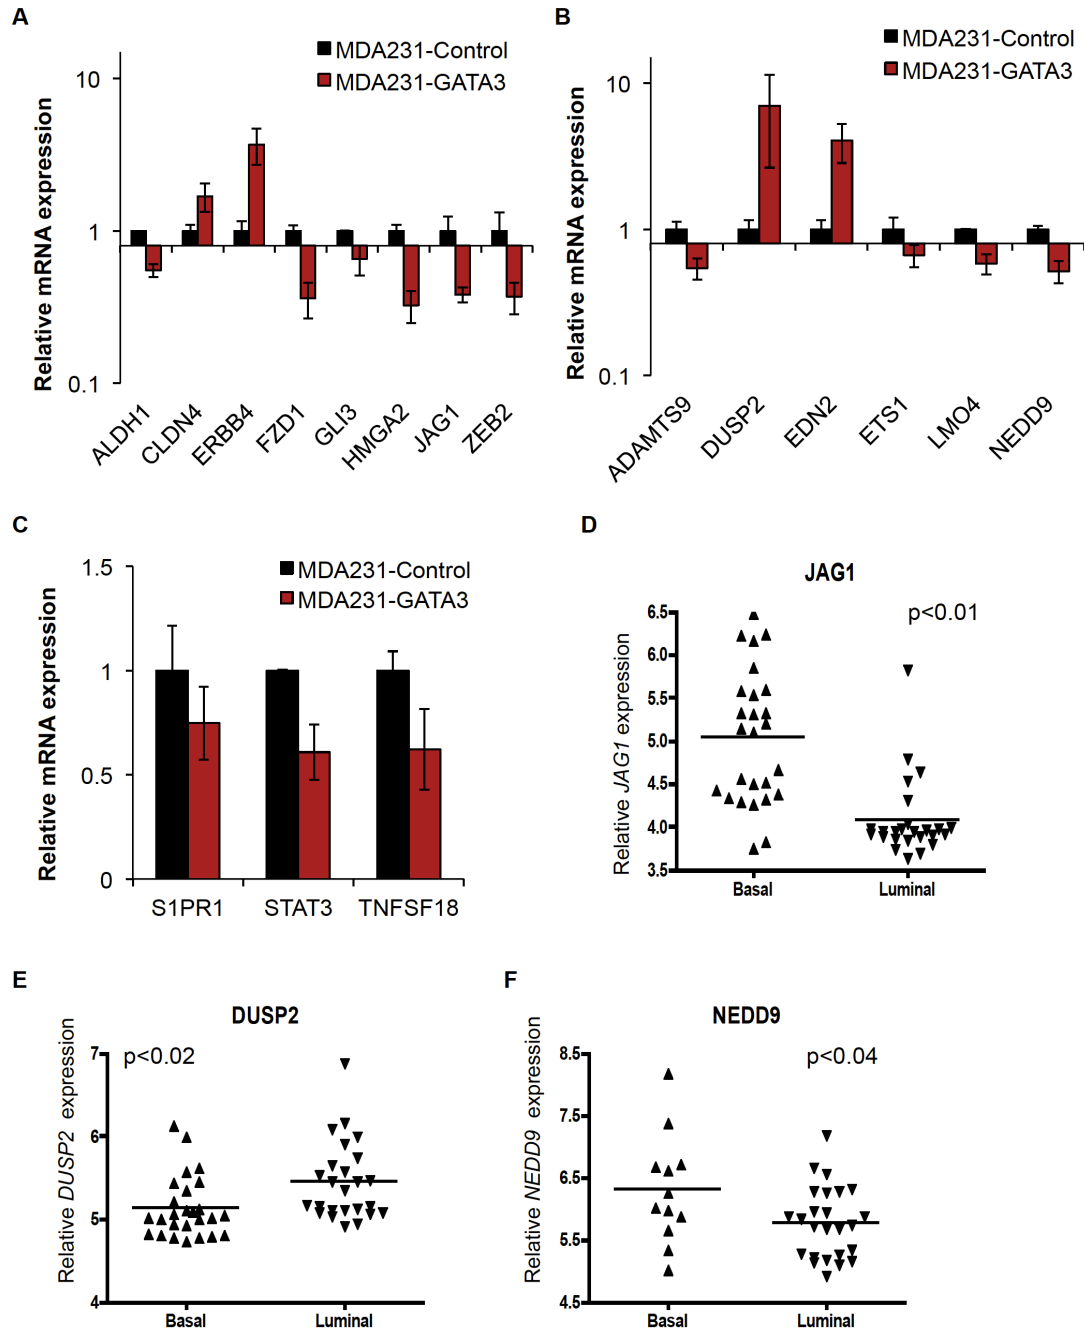 A
MDA231-Control
MDA231-GATA3
Relative mRNA expression
10
1
0.1
ALDH1
CLDN4
ERBB4
FZD1
GLI3
HMGA2
JAG1
ZEB2
B
MDA231-Control
MDA231-GATA3
Relative mRNA expression
10
1
0.1
ADAMTS9
DUSP2
EDN2
ETS1
LMO4
NEDD9
C
MDA231-Control
MDA231-GATA3
Relative mRNA expression
1.5
1
0.5
0
S1PR1
STAT3
TNFSF18
D
JAG1
p<0.01
Relative JAG1 expression
6.5
6.0
5.5
5.0
4.5
4.0
3.5
Basal
Luminal
E
DUSP2
p<0.02
Relative DUSP2 expression
7
6
5
4
Basal
Luminal
F
NEDD9
p<0.04
Relative NEDD9 expression
8.5
7.5
6.5
5.5
4.5
Basal
Luminal